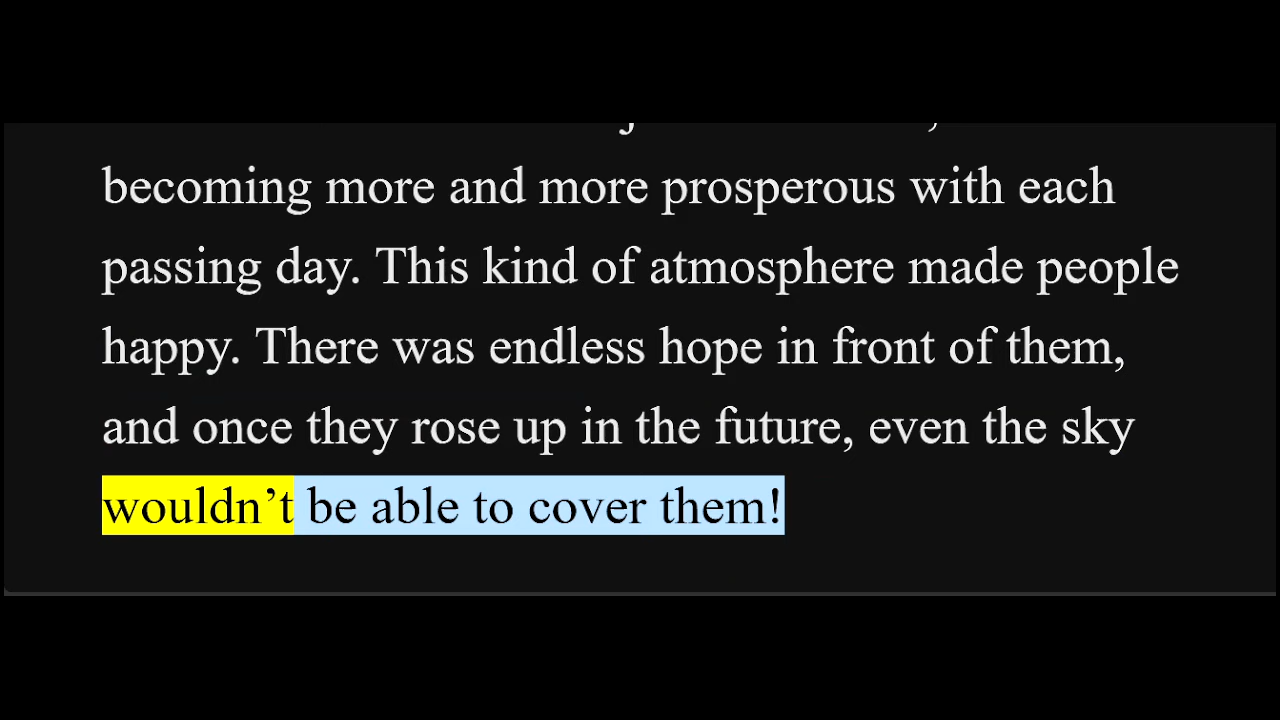 becoming more and more prosperous with each
passing day. This kind of atmosphere made people
happy. There was endless hope in front of them,
and once they rose up in the future, even the sky
wouldn’t be able to cover them!